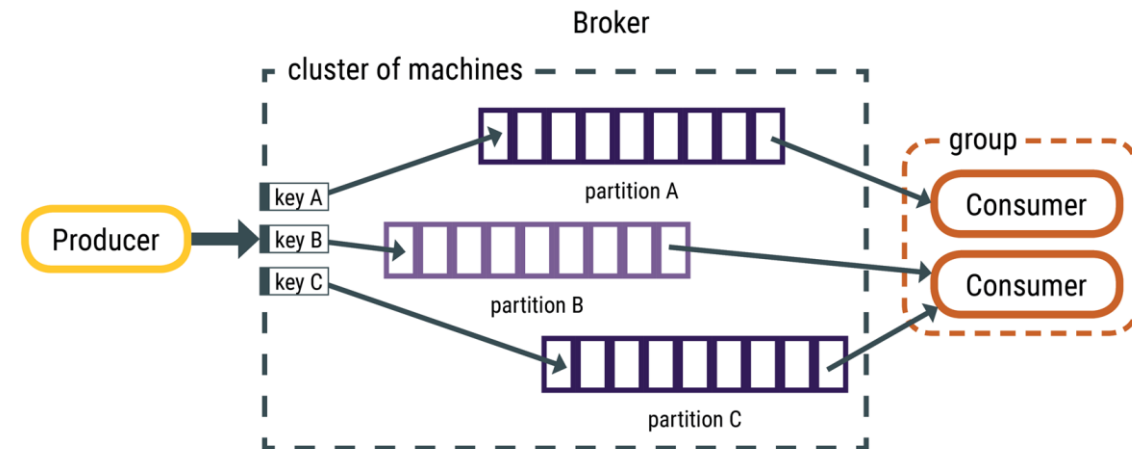 Broker
cluster of machines
group
key A
partition A
Consumer
Producer
key B
key C
partition B
Consumer
partition C